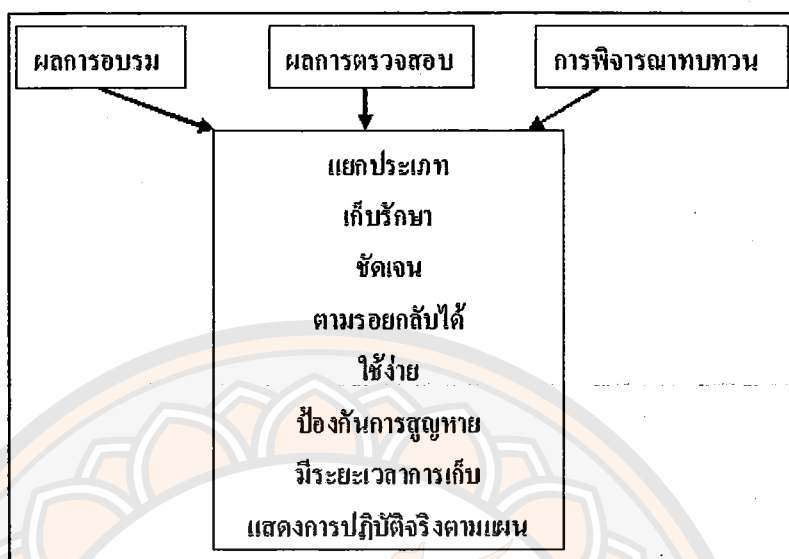 ผลการอบรม
ผลการตรวจสอบ
การพิจารณาทบทวน
แยกประเภท
เก็บรักษา
ชัดเจน
ตามรอยกลับได้
ใช้ง่าย
ป้องกันการสูญหาย
มีระยะเวลาการเก็บ
แสดงการปฏิบัติจริงตามแผน